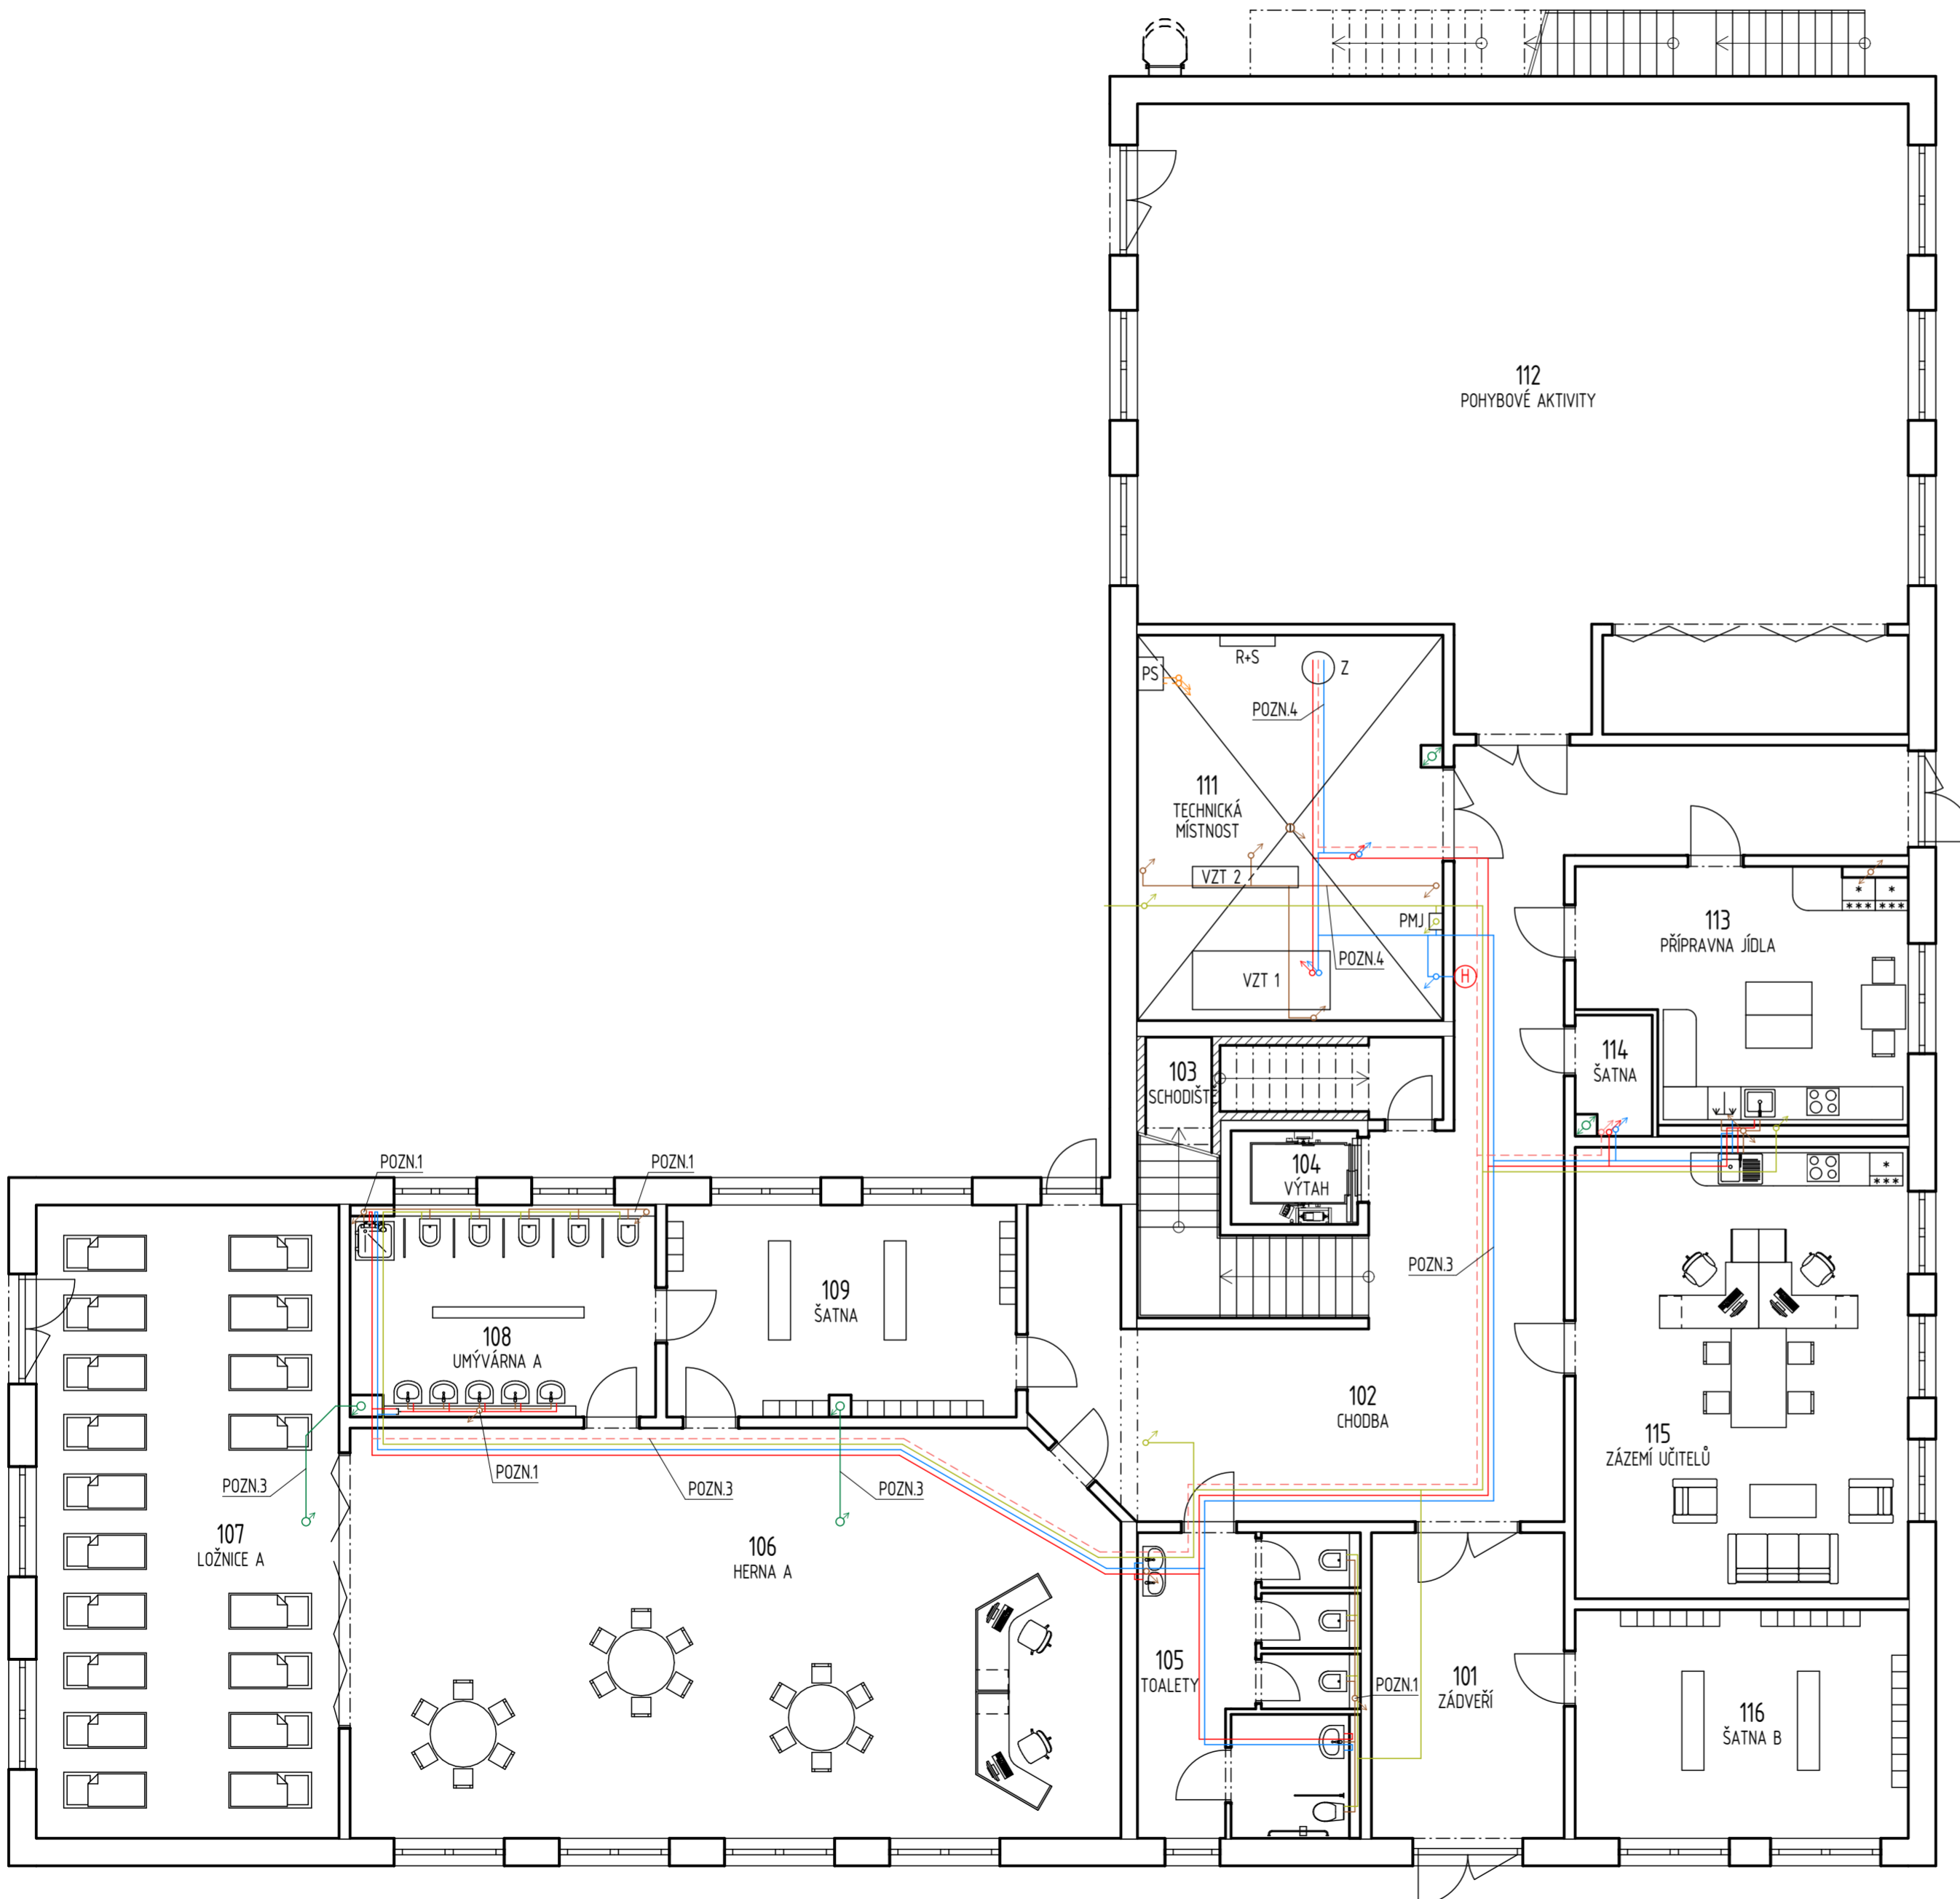 112
POHYBOVÉ AKTIVITY
R+S
PS
Z
POZN.4
111
TECHNICKÁ
MÍSTNOST
VZT 2
PMJ
POZN.4
VZT 1
H
113
PŘÍPRAVNA JÍDLA
*
*
***
***
114
ŠATNA
103
SCHODIŠTĚ
104
VÝTAH
*
***
POZN.1
POZN.1
109
ŠATNA
108
UMÝVÁRNA A
POZN.3
102
CHODBA
115
ZÁZEMÍ UČITELŮ
POZN.3
POZN.1
POZN.3
POZN.3
107
LOŽNICE A
106
HERNA A
105
TOALETY
POZN.1
101
ZÁDVEŘÍ
116
ŠATNA B